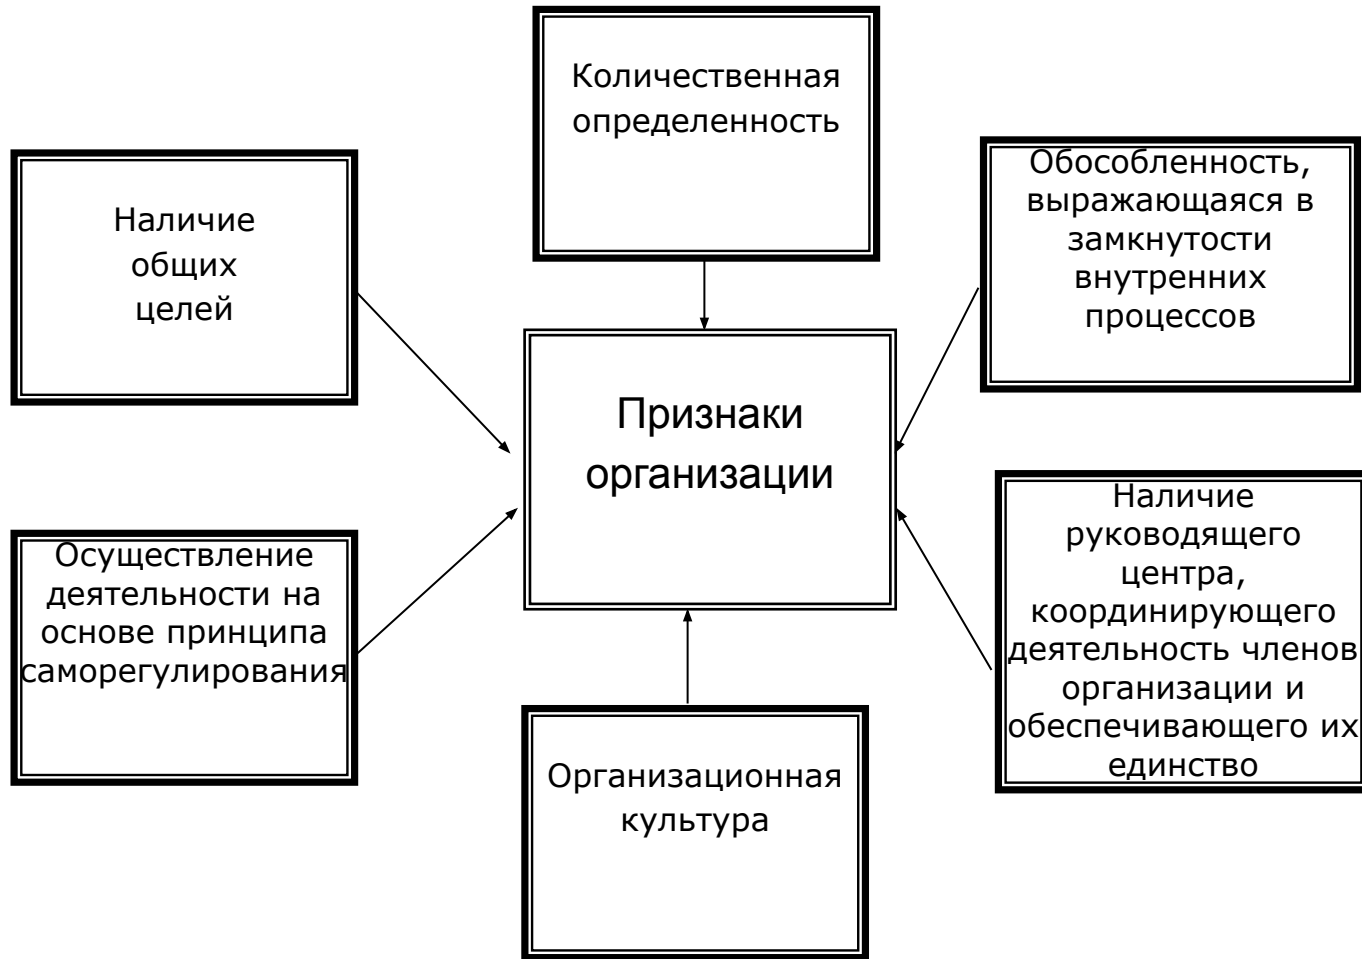 Количественная
определенность
Наличие
общих
целей
Обособленность,
выражающаяся в
замкнутости
внутренних
процессов
Признаки
организации
Осуществление
деятельности на
основе принципа
саморегулирования
Наличие
руководящего
центра,
координирующего
деятельность членов
организации и
обеспечивающего их
единство
Организационная
культура